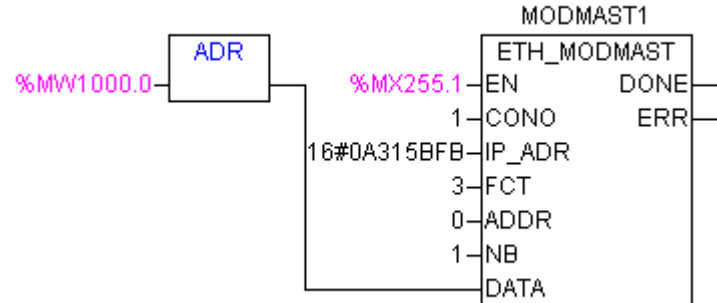 MODMAST1
ADR
ETH_MODMAST
%MW1000.0
%MX255.1 EN DONE
1 CONO ERR
16#0A315BFB IP_ADR
3 FCT
0 ADDR
1 NB
DATA